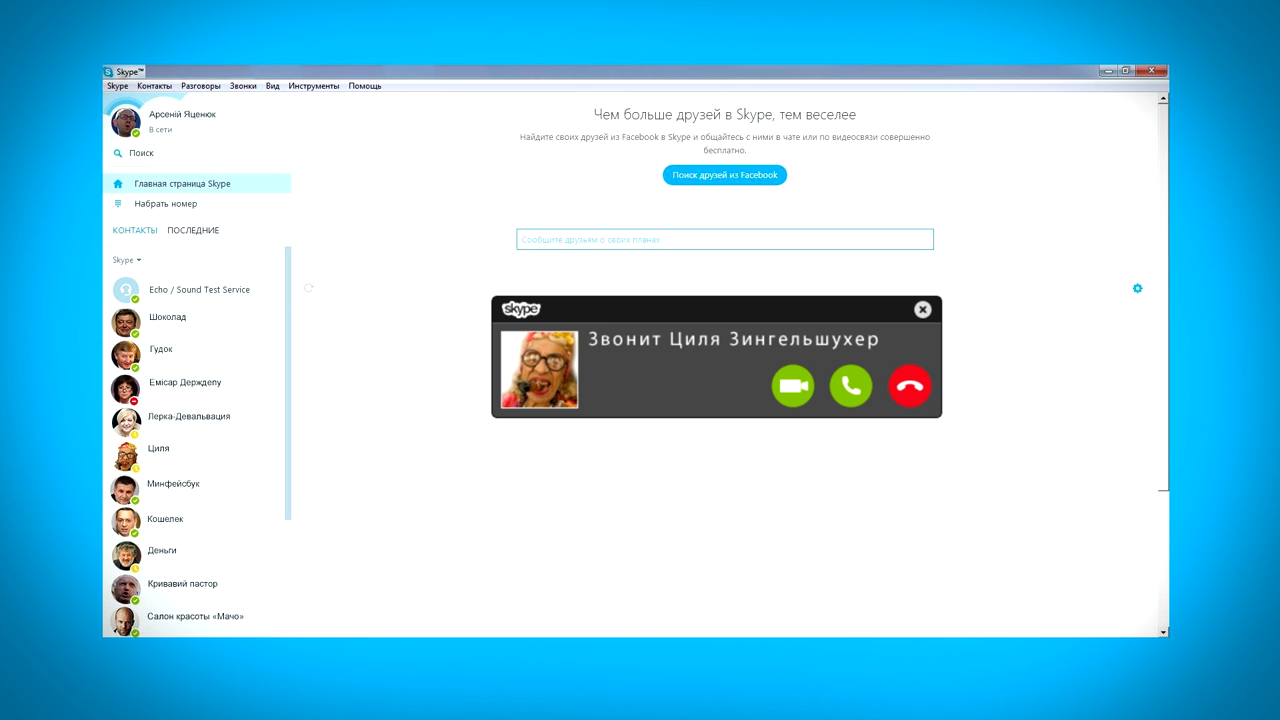 Skype™
Skype Контакты Разговоры Звонки Вид Инструменты Помощь
Арсеній Яценюк
В сети
Поиск
Главная страница Skype
Набрать номер
КОНТАКТЫ ПОСЛЕДНИЕ
Skype
Echo / Sound Test Service
Шоколад
Гудок
Емісар Держдепу
Лерка-Девальвация
Циля
Минфейсбук
Кошелек
Деньги
Кривавий пастор
Салон красоты «Мачо»
Чем больше друзей в Skype, тем веселее
Найдите своих друзей из Facebook в Skype и общайтесь с ними в чате или по видеосвязи совершенно
бесплатно.
Поиск друзей из Facebook
Сообщите друзьям о своих планах
skype
Звонит Циля Зингельшухер